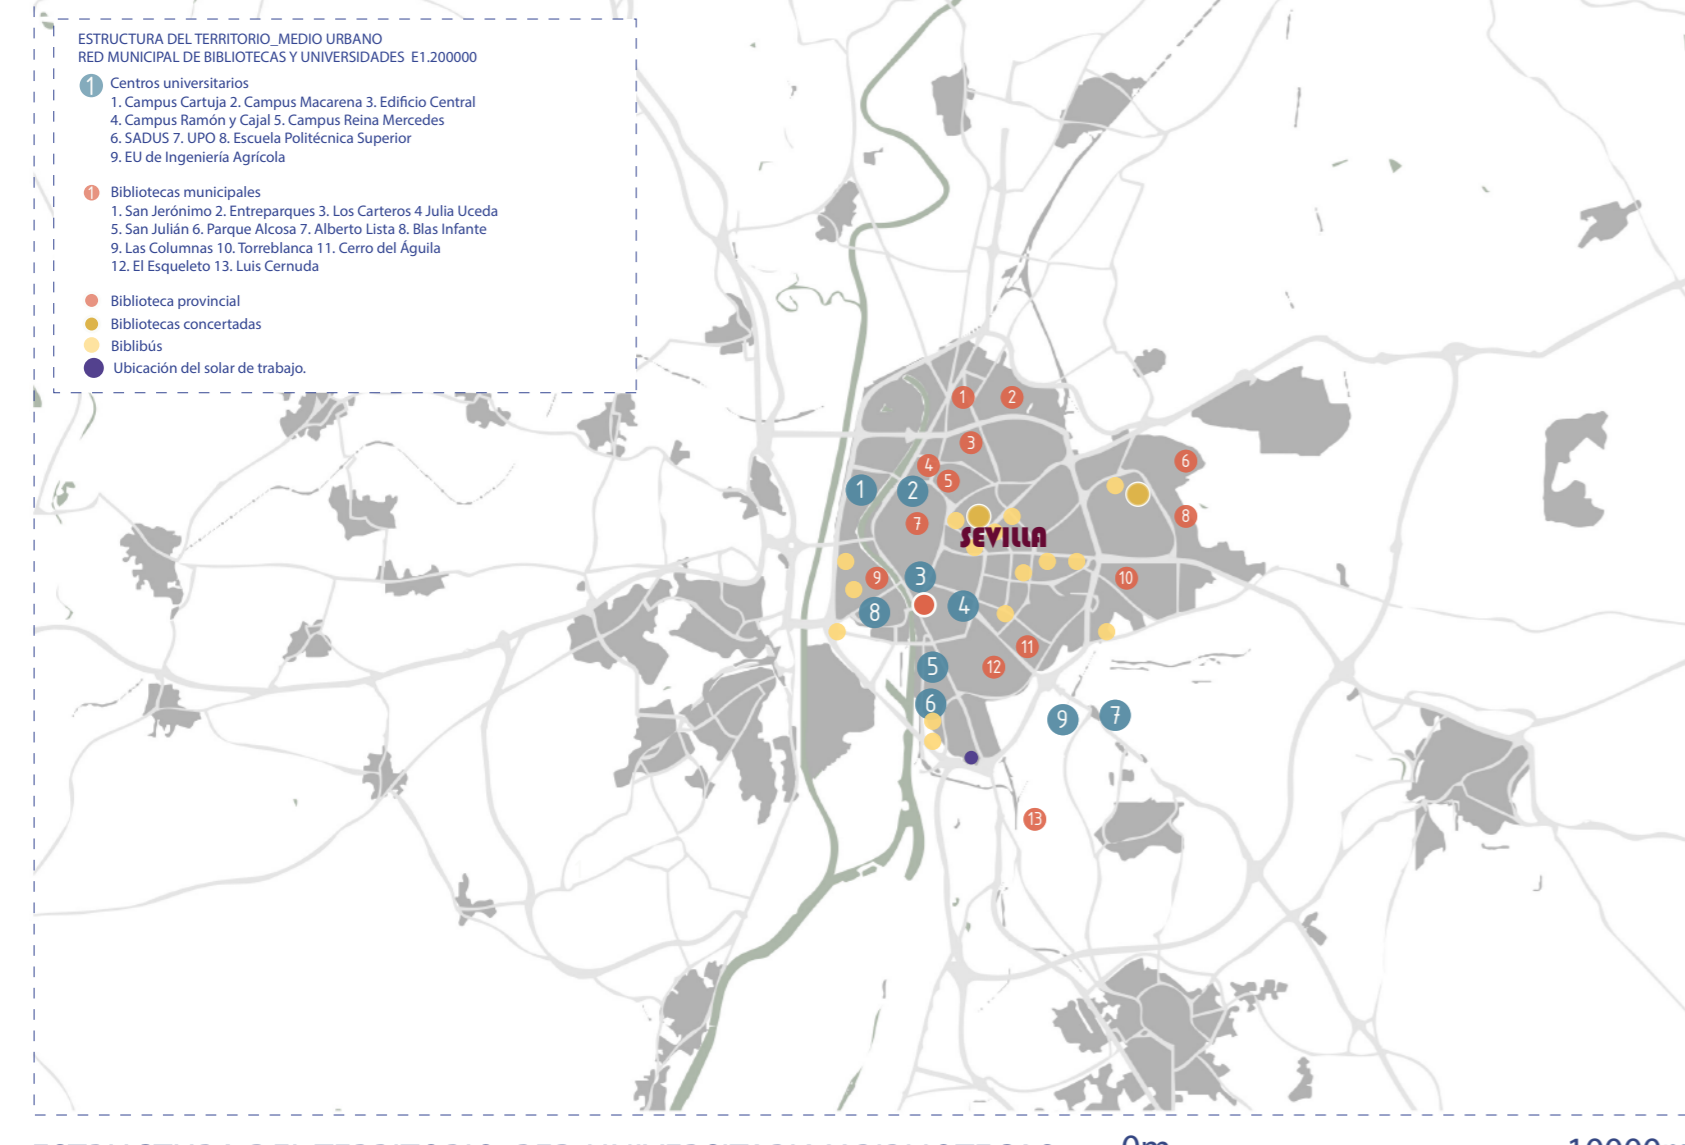 ESTRUCTURA DEL TERRITORIO_MEDIO URBANO
RED MUNICIPAL DE BIBLIOTECAS Y UNIVERSIDADES E1.200000
1 Centros universitarios
1. Campus Cartuja 2. Campus Macarena 3. Edificio Central
4. Campus Ramón y Cajal 5. Campus Reina Mercedes
6. SADUS 7. UPO 8. Escuela Politécnica Superior
9. EU de Ingeniería Agrícola
1 Bibliotecas municipales
1. San Jerónimo 2. Entreparques 3. Los Carteros 4 Julia Uceda
5. San Julián 6. Parque Alcosa 7. Alberto Lista 8. Blas Infante
9. Las Columnas 10. Torreblanca 11. Cerro del Águila
12. El Esqueleto 13. Luis Cernuda
Biblioteca provincial
Bibliotecas concertadas
Biblibús
Ubicación del solar de trabajo.
1 2
3
4 6
5
1 2
7 8
SEVILLA
9 3 10
8 4
11
5 12
6
9 7
13
0m